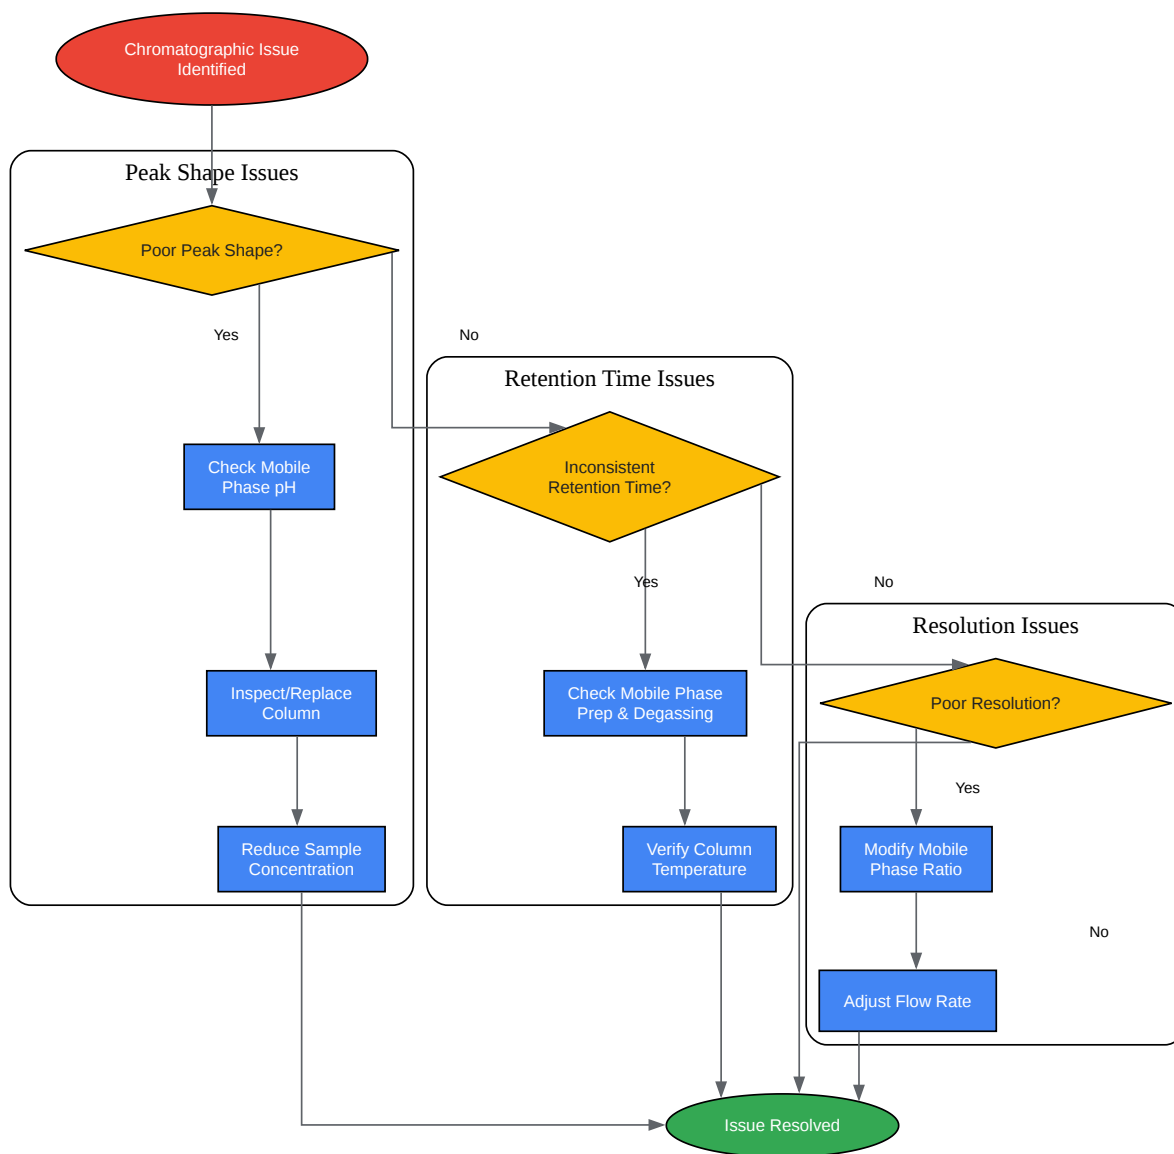 Chromatographic Issue
Identified
Peak Shape Issues
Poor Peak Shape?
Yes
No
Check Mobile
Phase pH
Inspect/Replace
Column
Reduce Sample
Concentration
Retention Time Issues
Inconsistent
Retention Time?
Yes
No
Check Mobile Phase
Prep & Degassing
Verify Column
Temperature
Resolution Issues
Poor Resolution?
Yes
Modify Mobile
Phase Ratio
No
Adjust Flow Rate
Issue Resolved